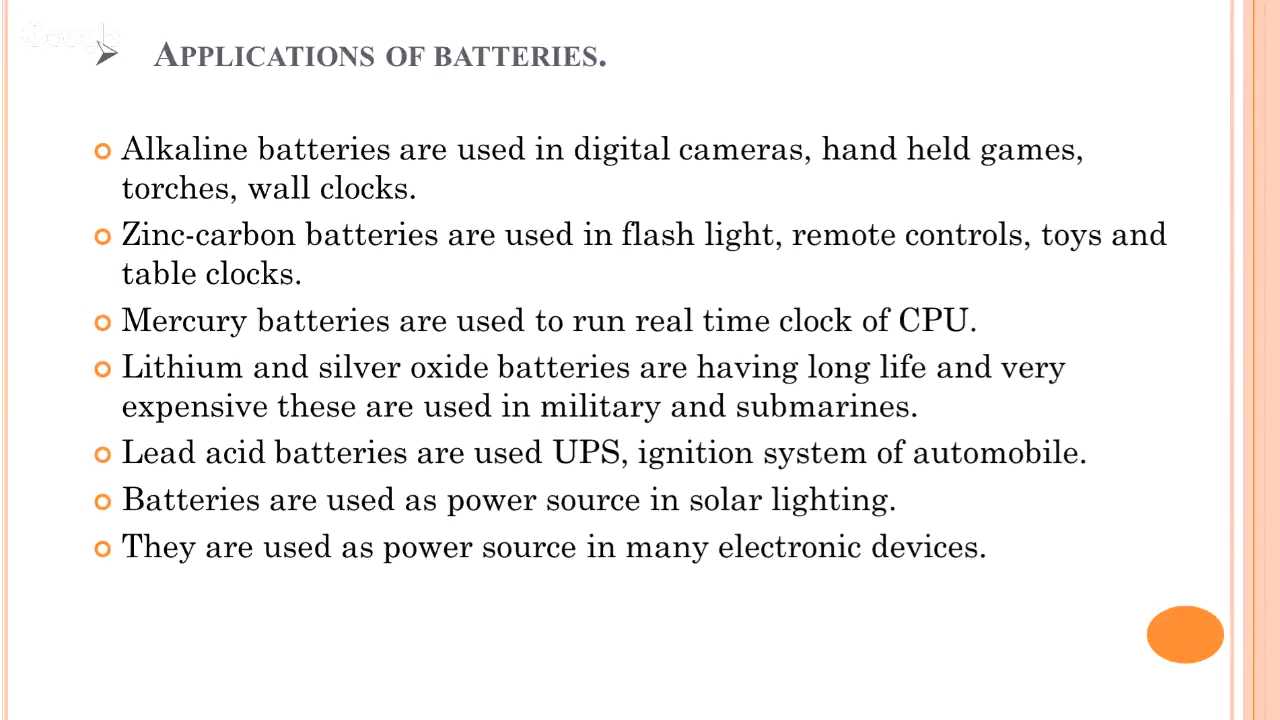 Google
APPLICATIONS OF BATTERIES.
Alkaline batteries are used in digital cameras, hand held games,
torches, wall clocks.
Zinc-carbon batteries are used in flash light, remote controls, toys and
table clocks.
Mercury batteries are used to run real time clock of CPU.
Lithium and silver oxide batteries are having long life and very
expensive these are used in military and submarines.
Lead acid batteries are used UPS, ignition system of automobile.
Batteries are used as power source in solar lighting.
They are used as power source in many electronic devices.